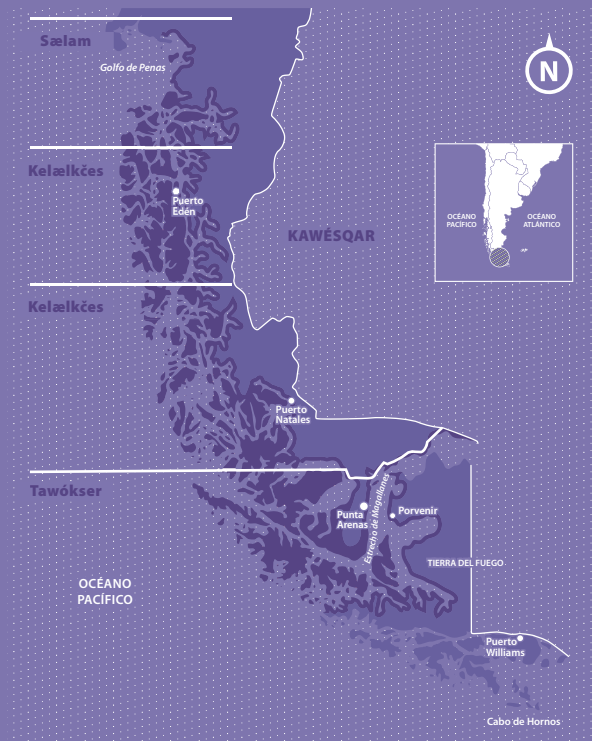 Sælam
Golfo de Penas
N
Kelælkčes
Puerto
Edén
KAWÉSQAR
OCÉANO
PACÍFICO
OCÉANO
ATLÁNTICO
Kelælkčes
Puerto
Natales
Tawókser
Punta
Arenas
Estrecho de Magallanes
Porvenir
TIERRA DEL FUEGO
OCÉANO
PACÍFICO
Puerto
Williams
Cabo de Hornos